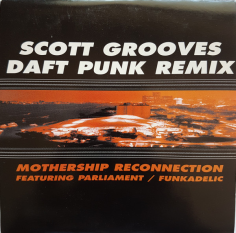 SCOTT GROOVES
DAFT PUNK REMIX
MOTHERSHIP RECONNECTION
FEATURING PARLIAMENT / FUNKADELIC